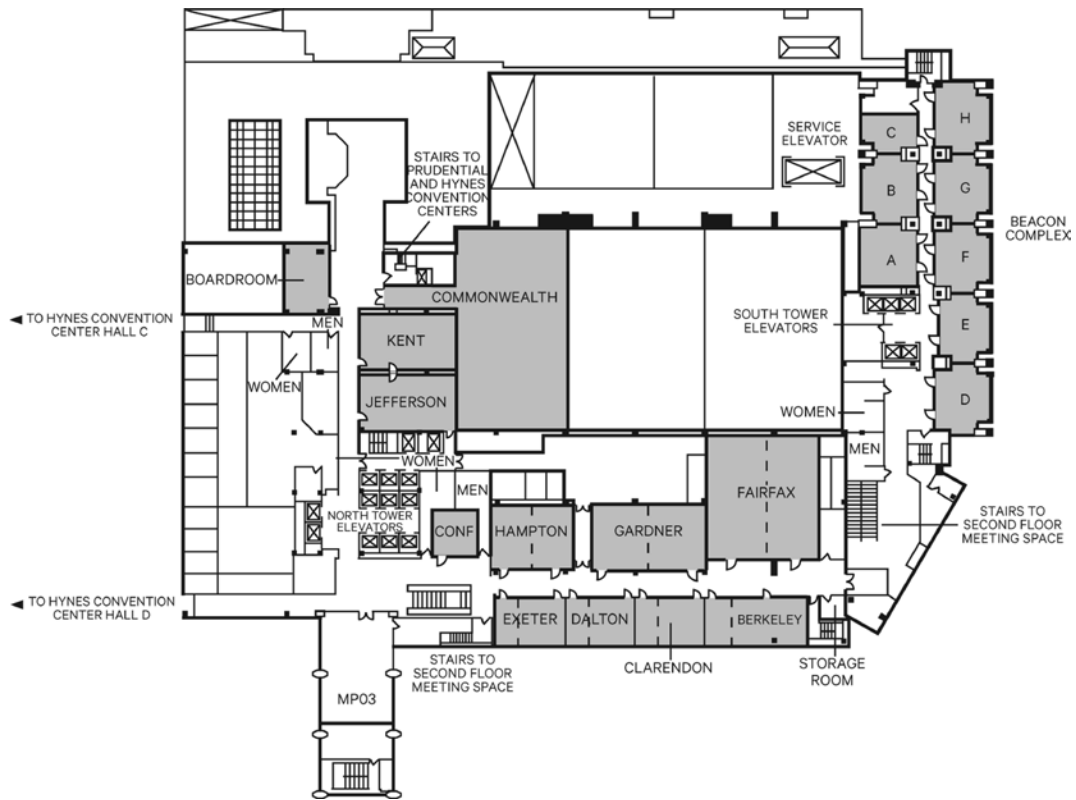 H
C
SERVICE
ELEVATOR
STAIRS TO
PRUDENTIAL
AND HYNES
CONVENTION
CENTERS
B
G
BEACON
COMPLEX
A
F
BOARDROOM
COMMONWEALTH
◄ TO HYNES CONVENTION
CENTER HALL C
MEN
SOUTH TOWER
ELEVATORS
E
KENT
WOMEN
JEFFERSON
D
WOMEN
MEN
WOMEN
MEN
FAIRFAX
NORTH TOWER
ELEVATORS
CONF
HAMPTON
GARDNER
STAIRS TO
SECOND FLOOR
MEETING SPACE
◄ TO HYNES CONVENTION
CENTER HALL D
EXETER
DALTON
BERKELEY
STAIRS TO
SECOND FLOOR
MEETING SPACE
CLARENDON
STORAGE
ROOM
MP03